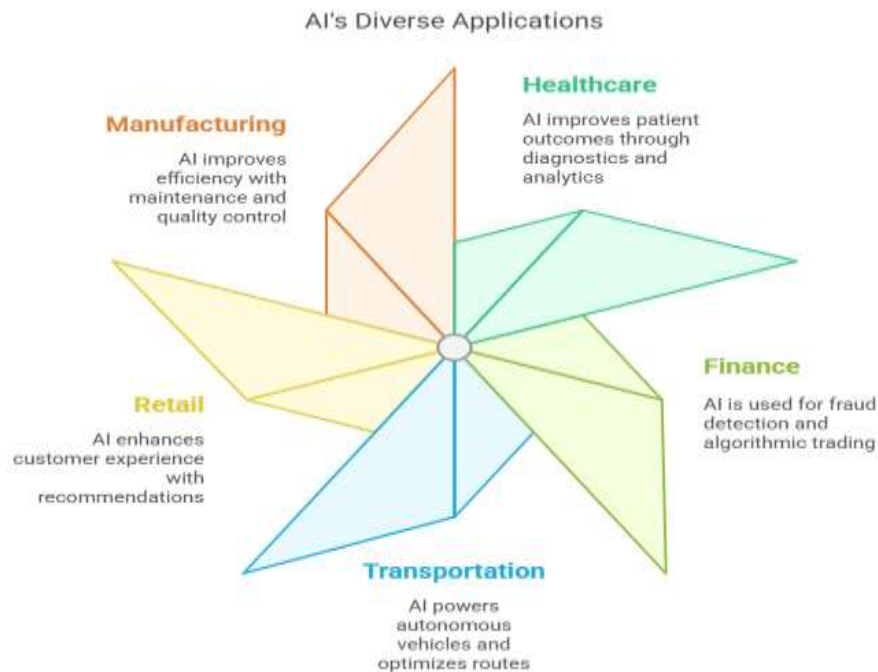 AI's Diverse Applications
Healthcare
AI improves patient
outcomes through
diagnostics and
analytics
Manufacturing
AI improves
efficiency with
maintenance and
quality control
Finance
AI is used for fraud
detection and
algorithmic trading
Retail
AI enhances
customer experience
with
recommendations
Transportation
AI powers
autonomous
vehicles and
optimizes routes